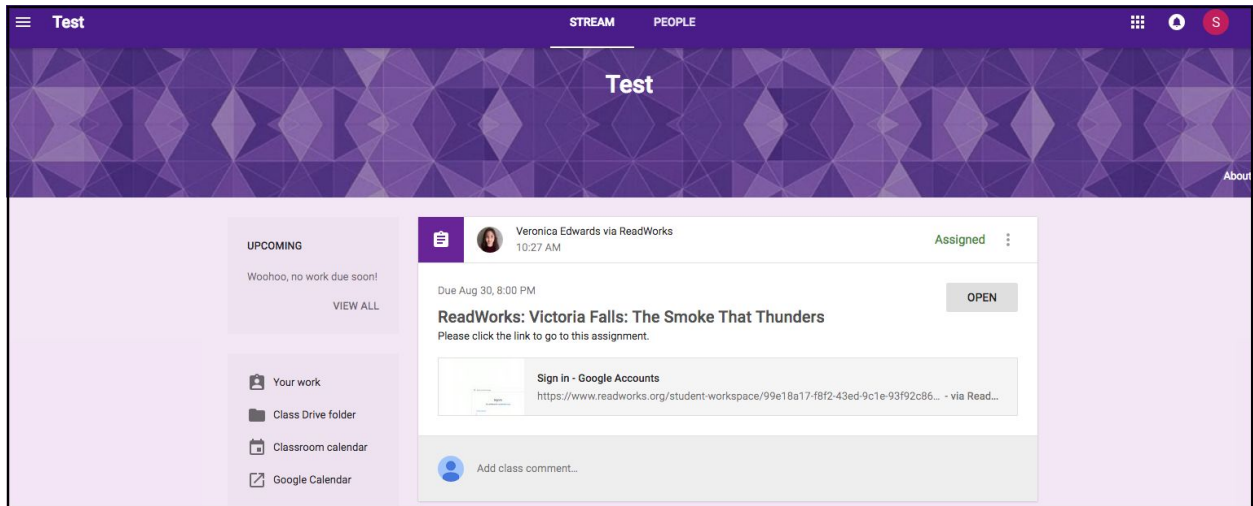 Test
STREAM
PEOPLE
S
Test
About
UPCOMING
Woohoo, no work due soon!
VIEW ALL
Your work
Class Drive folder
Classroom calendar
Google Calendar
Veronica Edwards via ReadWorks
10:27 AM
Assigned
Due Aug 30, 8:00 PM
OPEN
ReadWorks: Victoria Falls: The Smoke That Thunders
Please click the link to go to this assignment.
Sign in - Google Accounts
https://www.readworks.org/student-workspace/99e18a17-f8f2-43ed-9c1e-93f92c86... - via Read...
Add class comment...